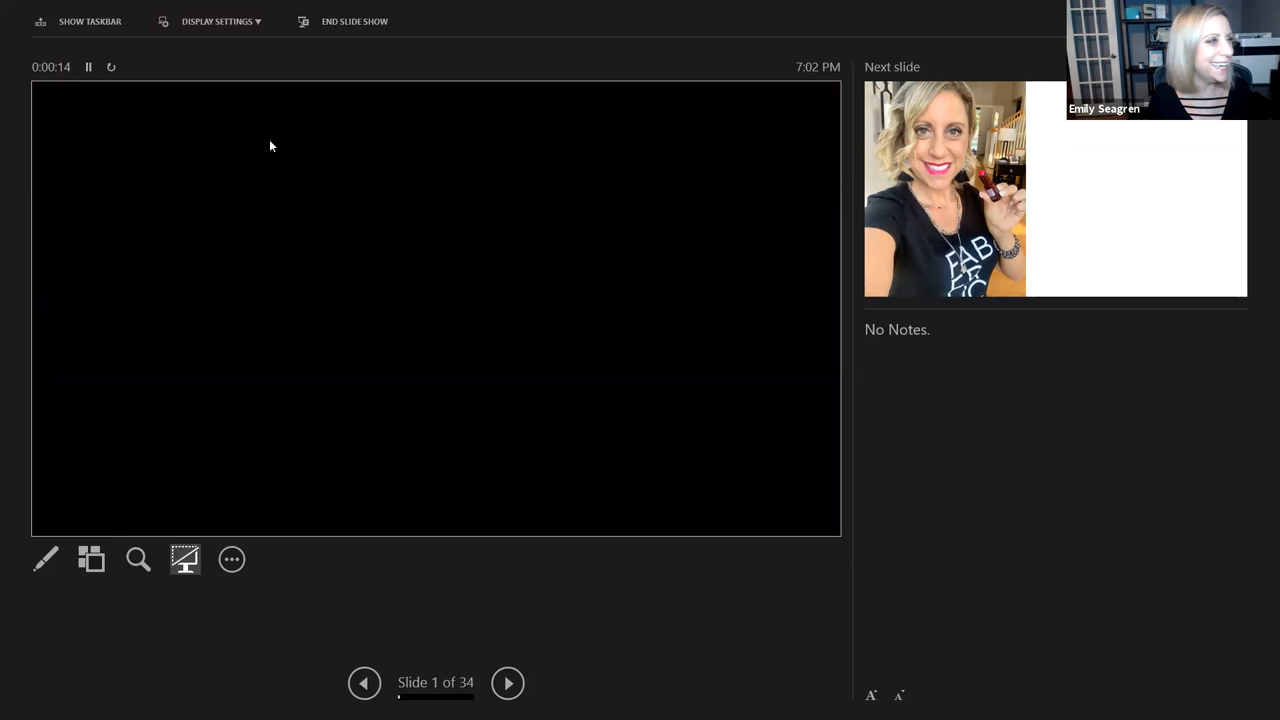 SHOW TASKBAR
DISPLAY SETTINGS ▼
END SLIDE SHOW
0:00:14
7:02 PM
Next slide
Emily Seagren
FAB
No Notes.
Slide 1 of 34
A
A